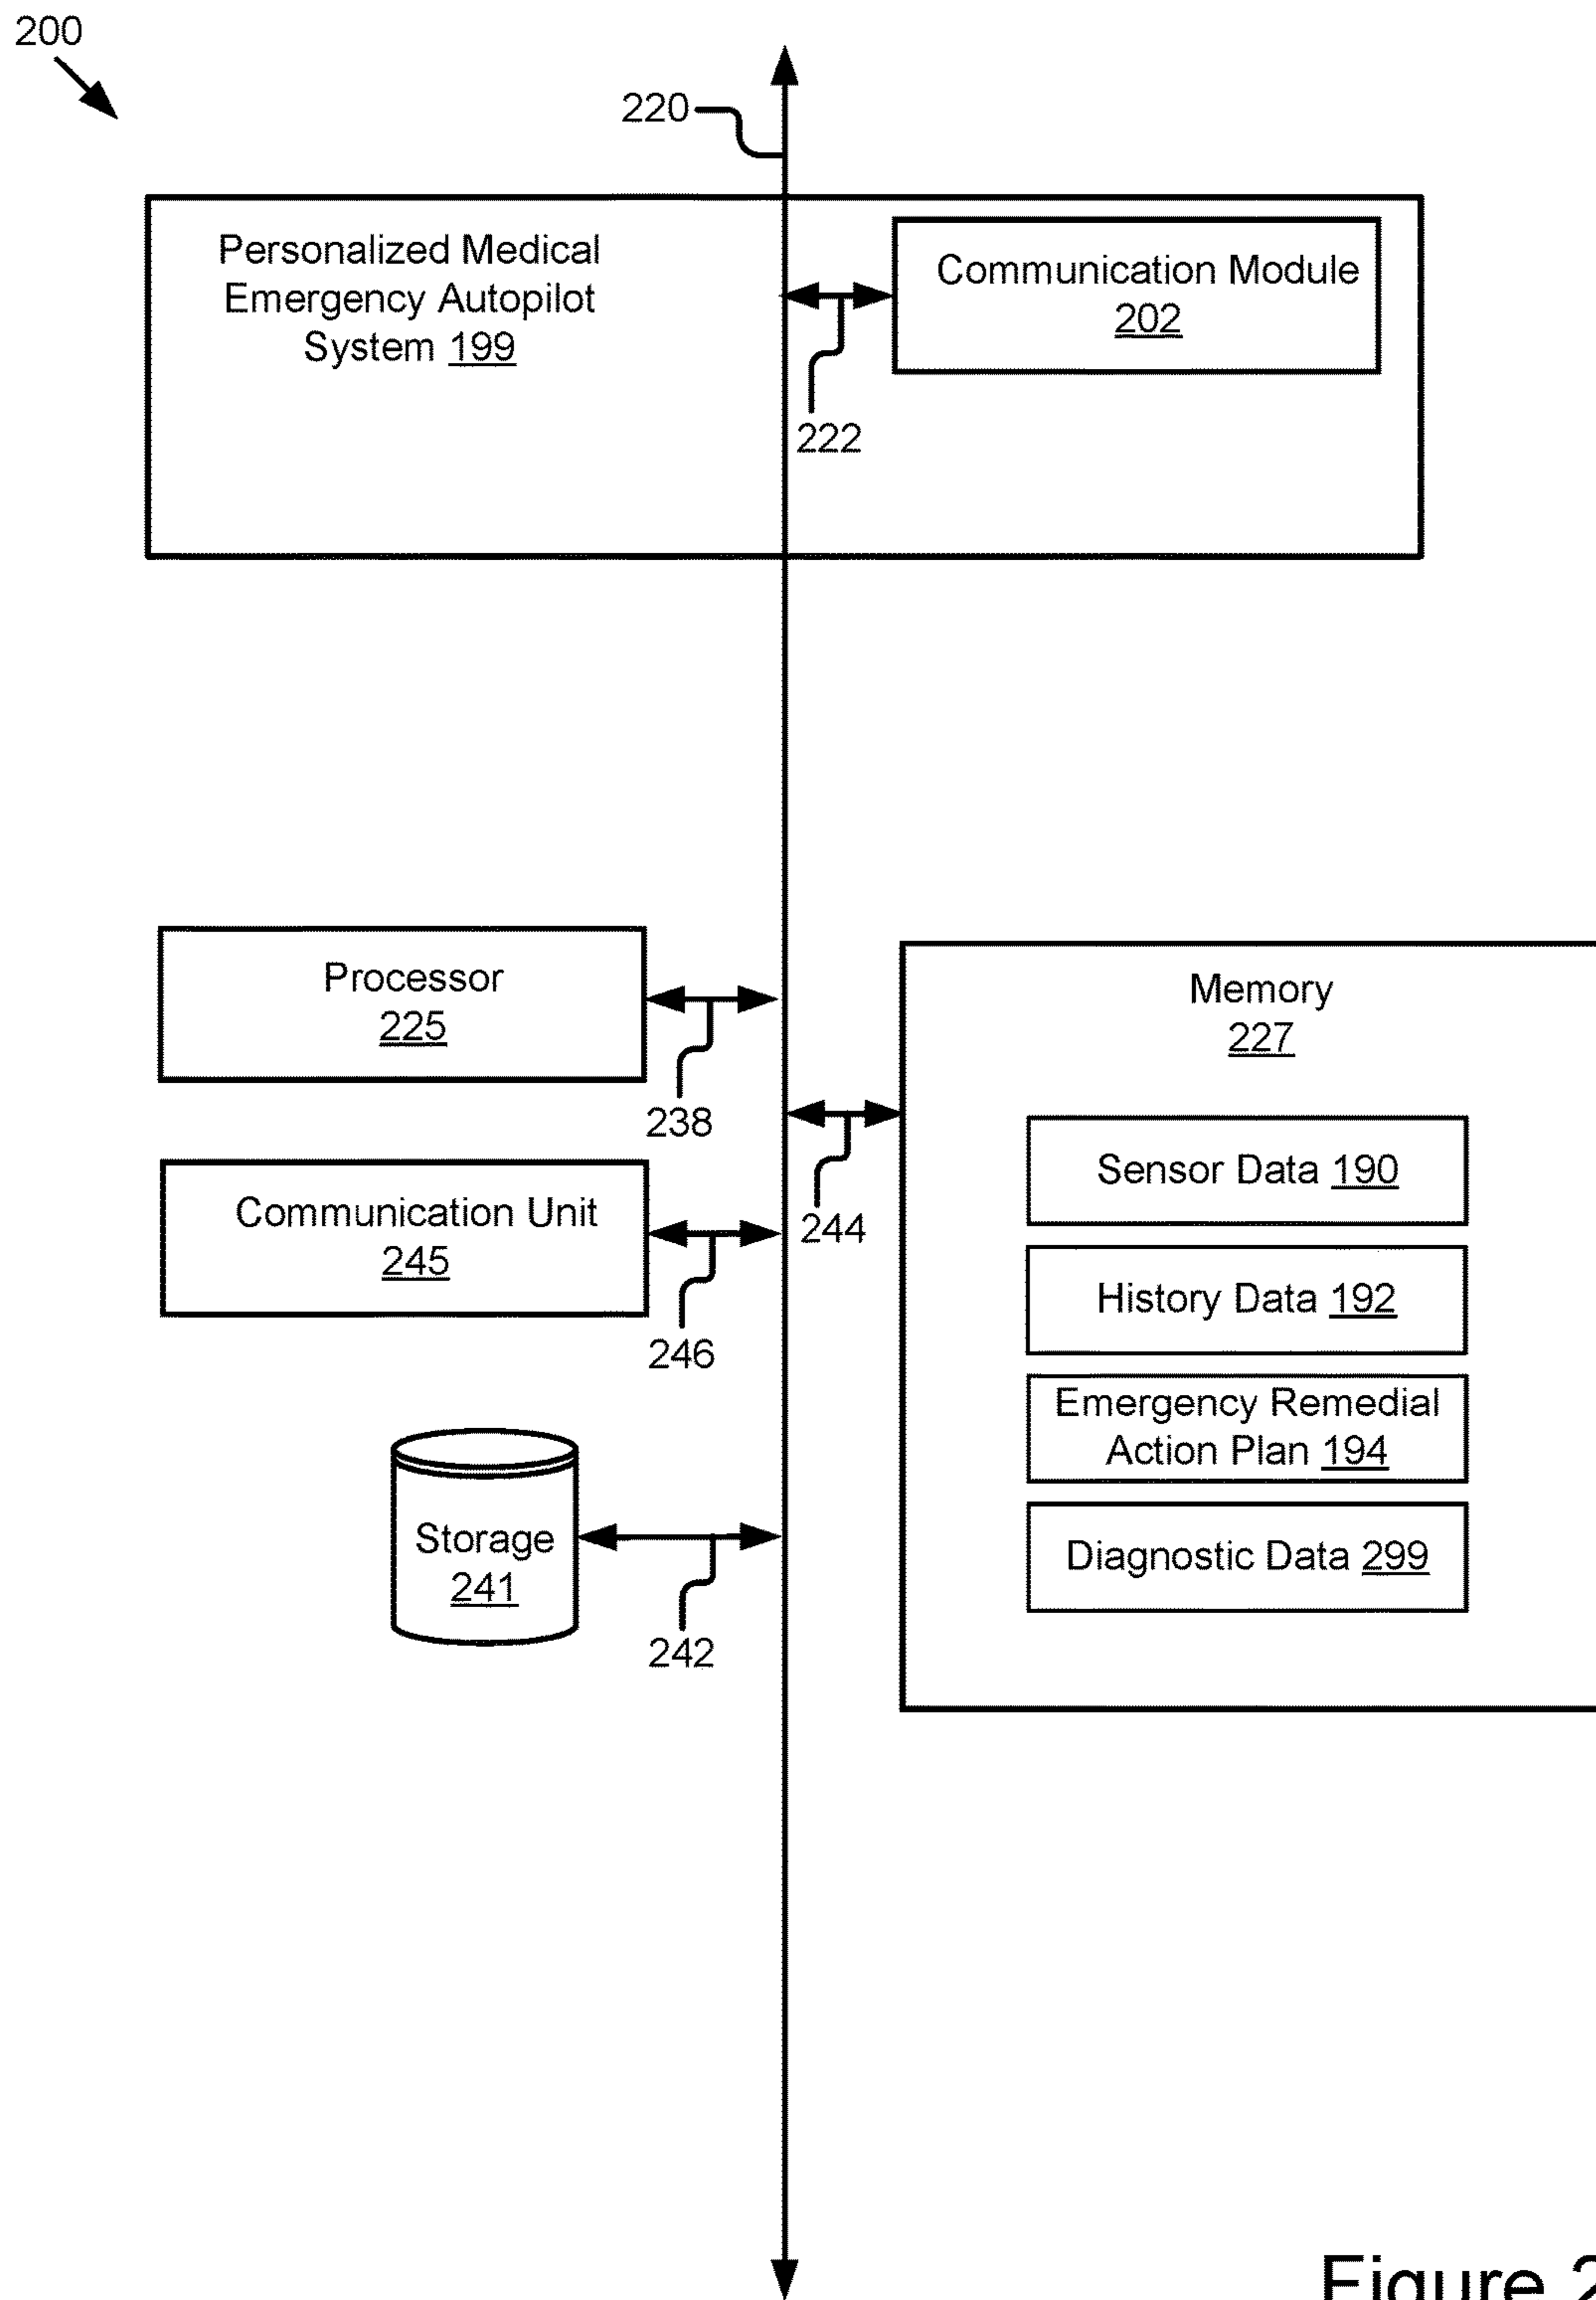 200
220
Personalized Medical
Emergency Autopilot
System 199
Communication Module
202
222
Processor
225
238
Memory
227
244
Sensor Data 190
Communication Unit
245
246
History Data 192
Emergency Remedial
Action Plan 194
Storage
241
242
Diagnostic Data 299
Figure 2